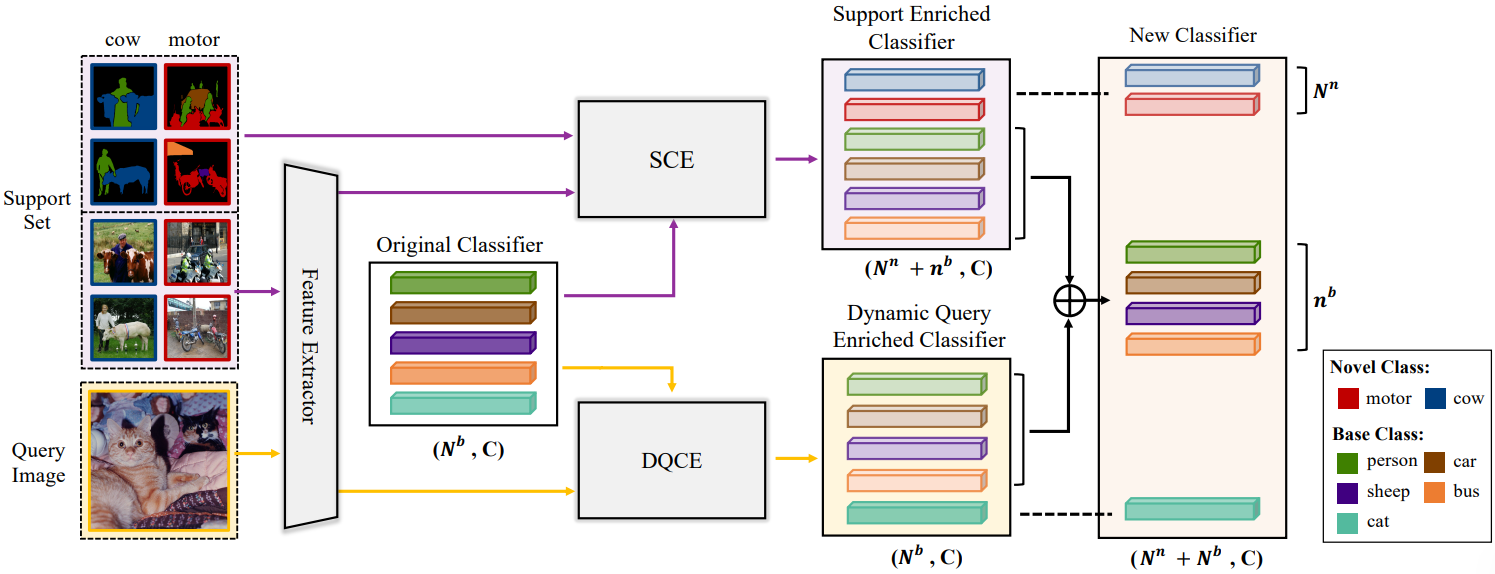 cow motor
Support
Set
Query
Image
Feature Extractor
Original Classifier
(N^b , C)
SCE
DQCE
Support Enriched
Classifier
(N^n + n^b , C)
Dynamic Query
Enriched Classifier
(N^b , C)
New Classifier
N^n
n^b
(N^n + N^b , C)
Novel Class:
motor cow
Base Class:
person car
sheep bus
cat